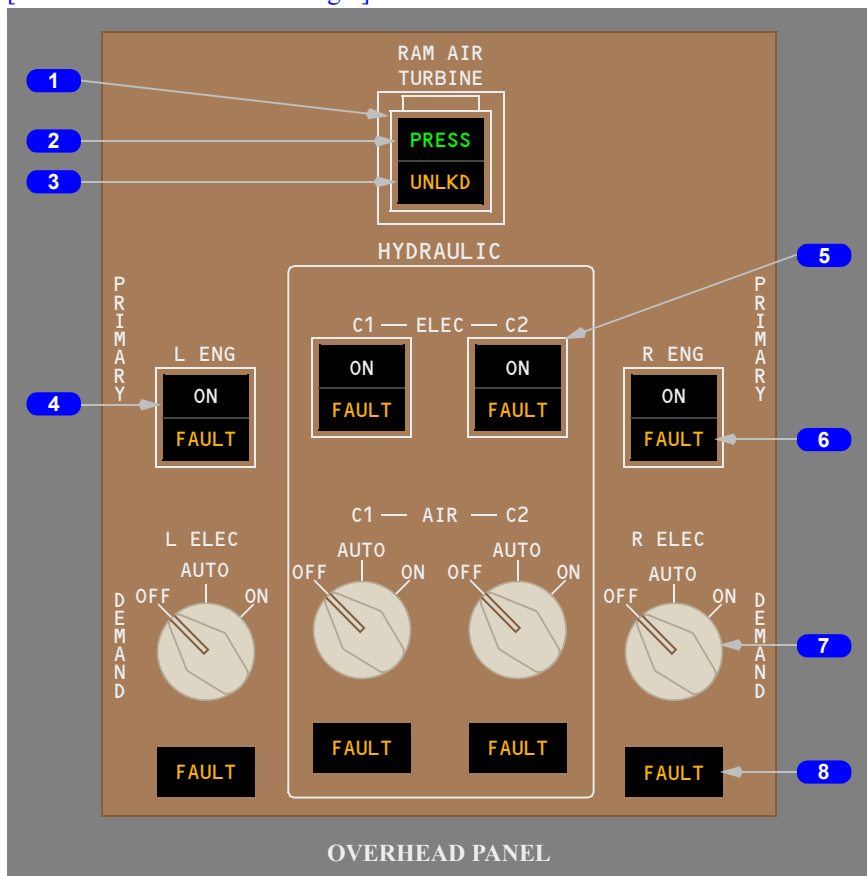 RAM AIR
TURBINE
1
2
PRESS
3
UNLKD
HYDRAULIC
5
PRIMARY
PRIMARY
C1 — ELEC — C2
L ENG
R ENG
ON
ON
ON
ON
4
FAULT
FAULT
FAULT
FAULT
6
C1 — AIR — C2
L ELEC
R ELEC
AUTO
AUTO
AUTO
AUTO
OFF
ON
OFF
ON
OFF
ON
OFF
ON
DEMAND
DEMAND
7
FAULT
FAULT
FAULT
FAULT
8
OVERHEAD PANEL